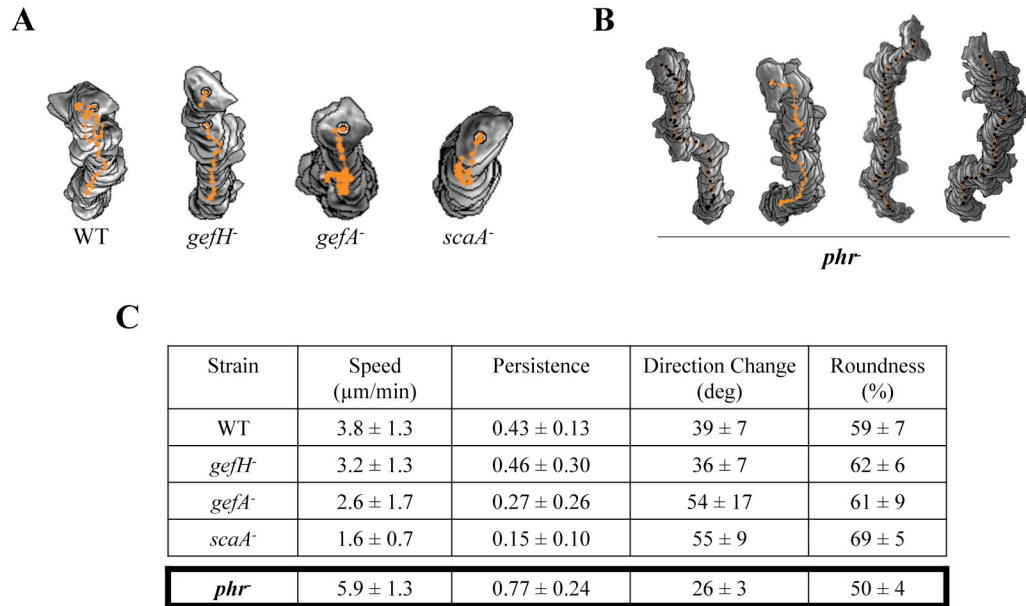 A
B
WT
gefH-
gefA-
scaA-
phr-
C
Strain Speed (µm/min) Persistence Direction Change (deg) Roundness (%)
WT 3.8 ± 1.3 0.43 ± 0.13 39 ± 7 59 ± 7
gefH- 3.2 ± 1.3 0.46 ± 0.30 36 ± 7 62 ± 6
gefA- 2.6 ± 1.7 0.27 ± 0.26 54 ± 17 61 ± 9
scaA- 1.6 ± 0.7 0.15 ± 0.10 55 ± 9 69 ± 5
phr- 5.9 ± 1.3 0.77 ± 0.24 26 ± 3 50 ± 4